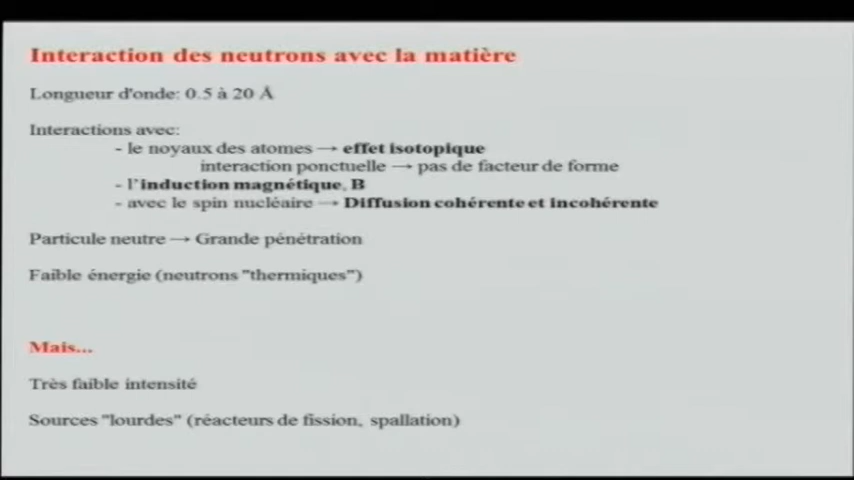 Interaction des neutrons avec la matière
Longueur d'onde: 0.5 à 20 Å
Interactions avec:
- le noyaux des atomes → effet isotopique
interaction ponctuelle → pas de facteur de forme
- l'induction magnétique, B
- avec le spin nucléaire → Diffusion cohérente et incohérente
Particule neutre → Grande pénétration
Faible énergie (neutrons "thermiques")
Mais...
Très faible intensité
Sources "lourdes" (réacteurs de fission, spallation)